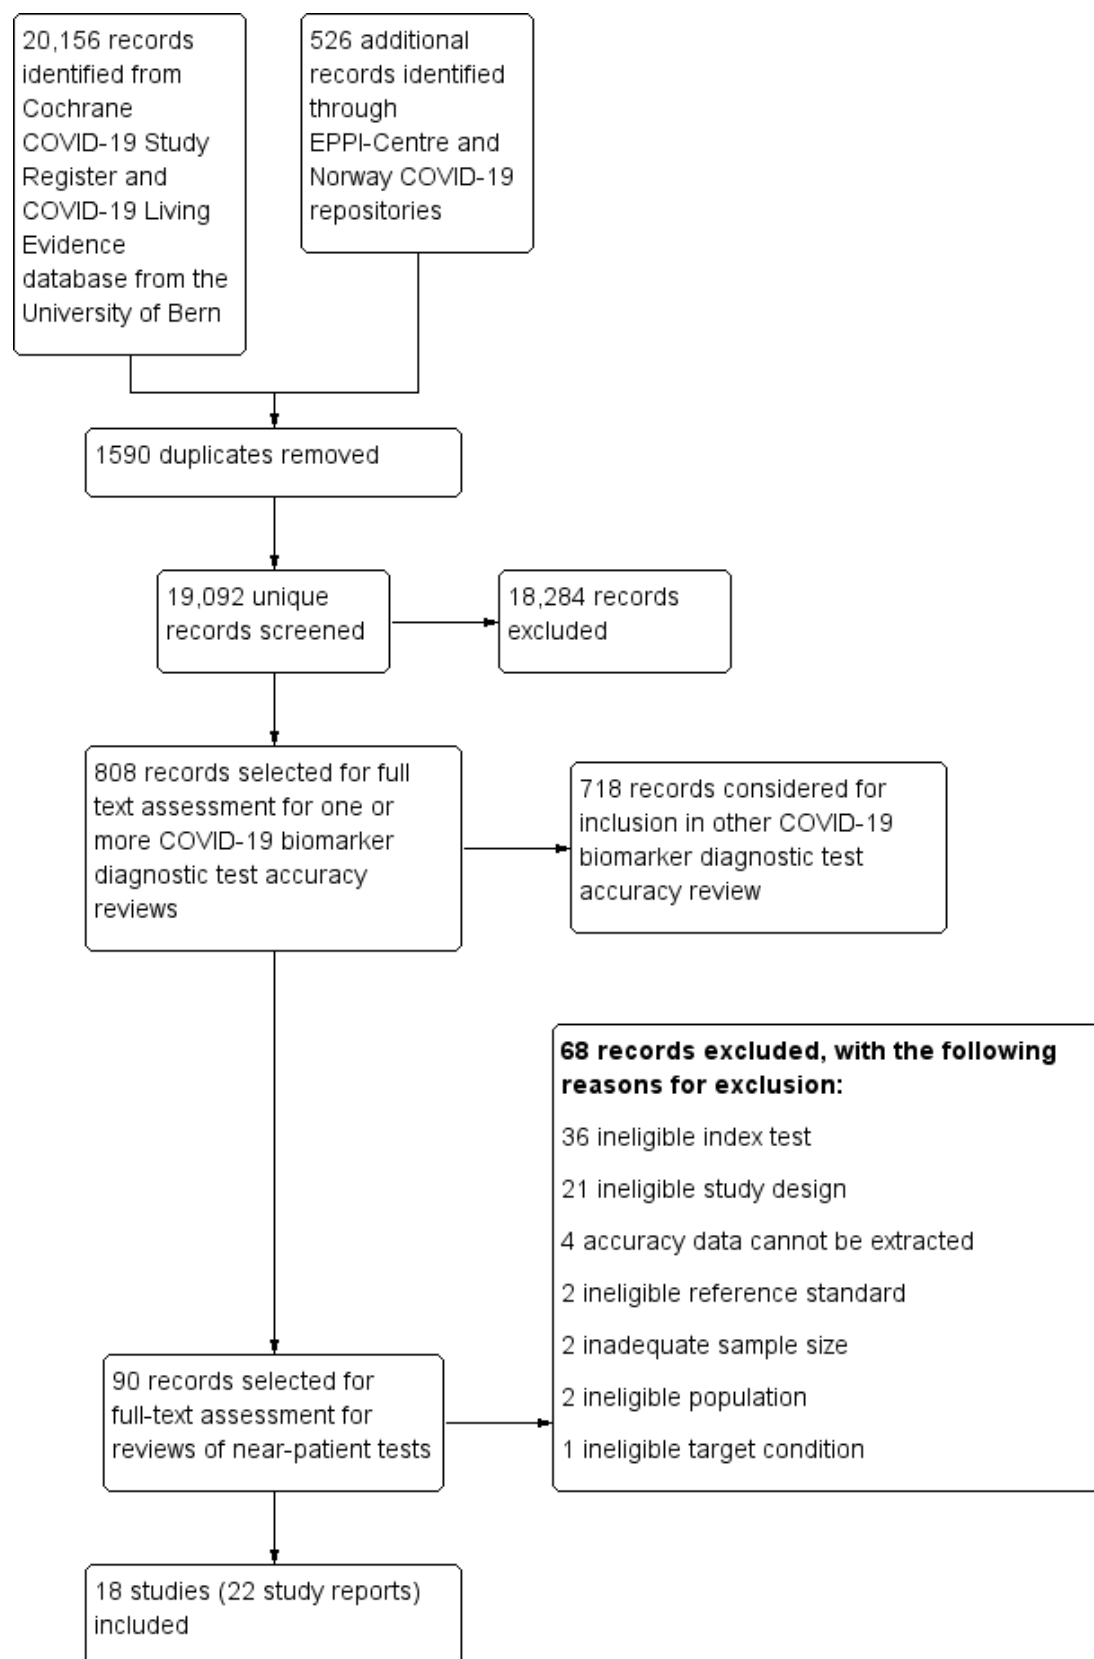 20,156 records
identified from
Cochrane
COVID-19 Study
Register and
COVID-19 Living
Evidence
database from the
University of Bern
526 additional
records identified
through
EPPI-Centre and
Norway COVID-19
repositories
1590 duplicates removed
19,092 unique
records screened
18,284 records
excluded
808 records selected for full
text assessment for one or
more COVID-19 biomarker
diagnostic test accuracy
reviews
718 records considered for
inclusion in other COVID-19
biomarker diagnostic test
accuracy review
68 records excluded, with the following
reasons for exclusion:
36 ineligible index test
21 ineligible study design
4 accuracy data cannot be extracted
2 ineligible reference standard
2 inadequate sample size
2 ineligible population
1 ineligible target condition
90 records selected for
full-text assessment for
reviews of near-patient tests
18 studies (22 study reports)
included